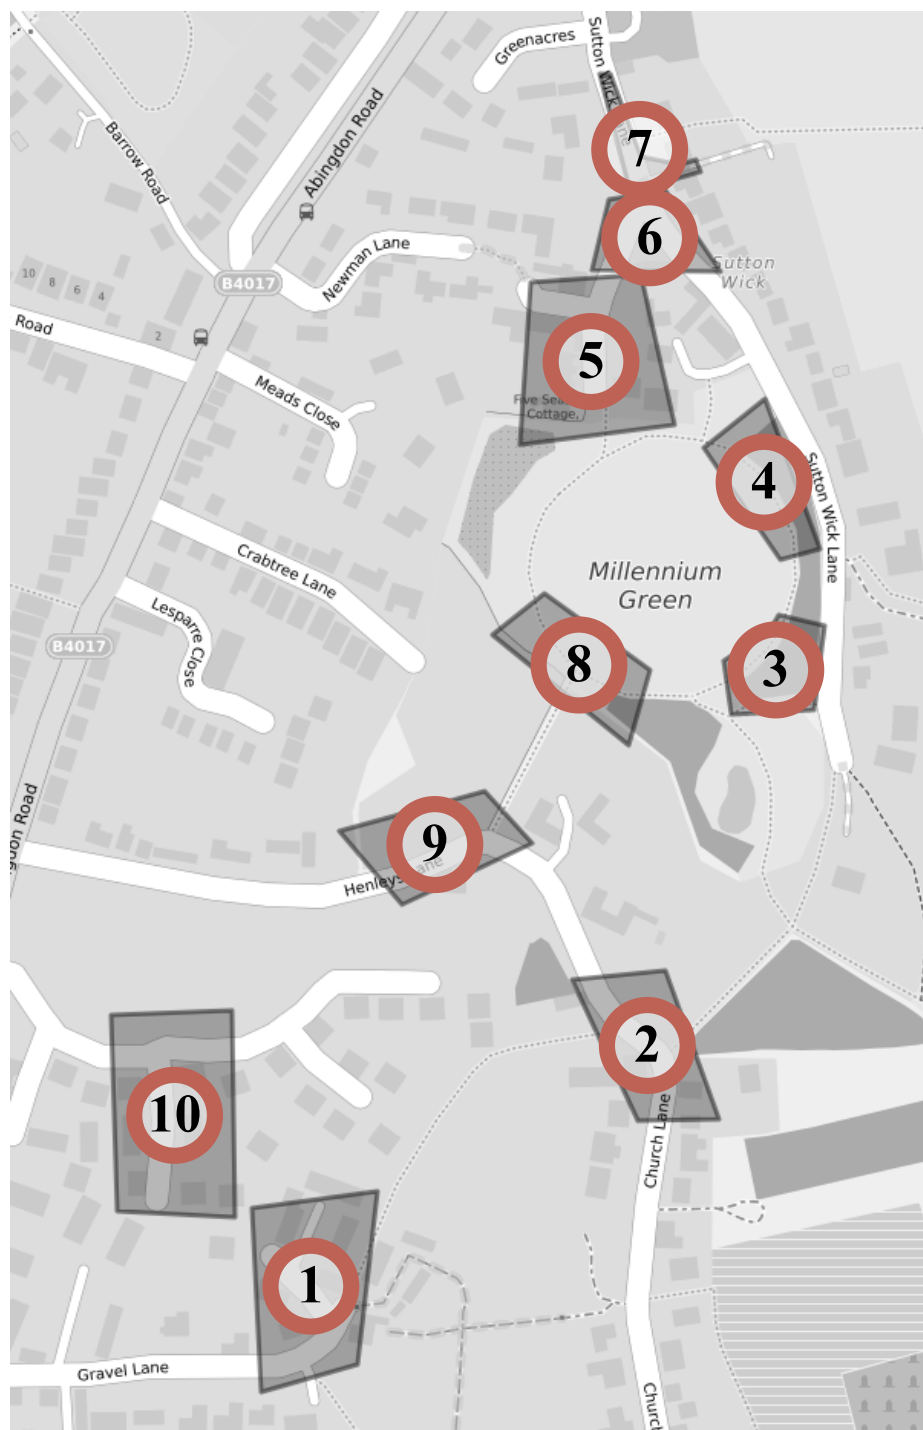 Greenacres
Sutton Wick Lane
Abingdon Road
Barrow Road
7
6
Newman Lane
Sutton
Wick
10
8
6
4
B4017
2
Road
5
Meads Close
Cottage,
4
Sutton Wick Lane
Crabtree Lane
Millennium
Green
Lesparre Close
B4017
8
3
9
Henleys Lane
2
10
Church Lane
1
Gravel Lane
Church